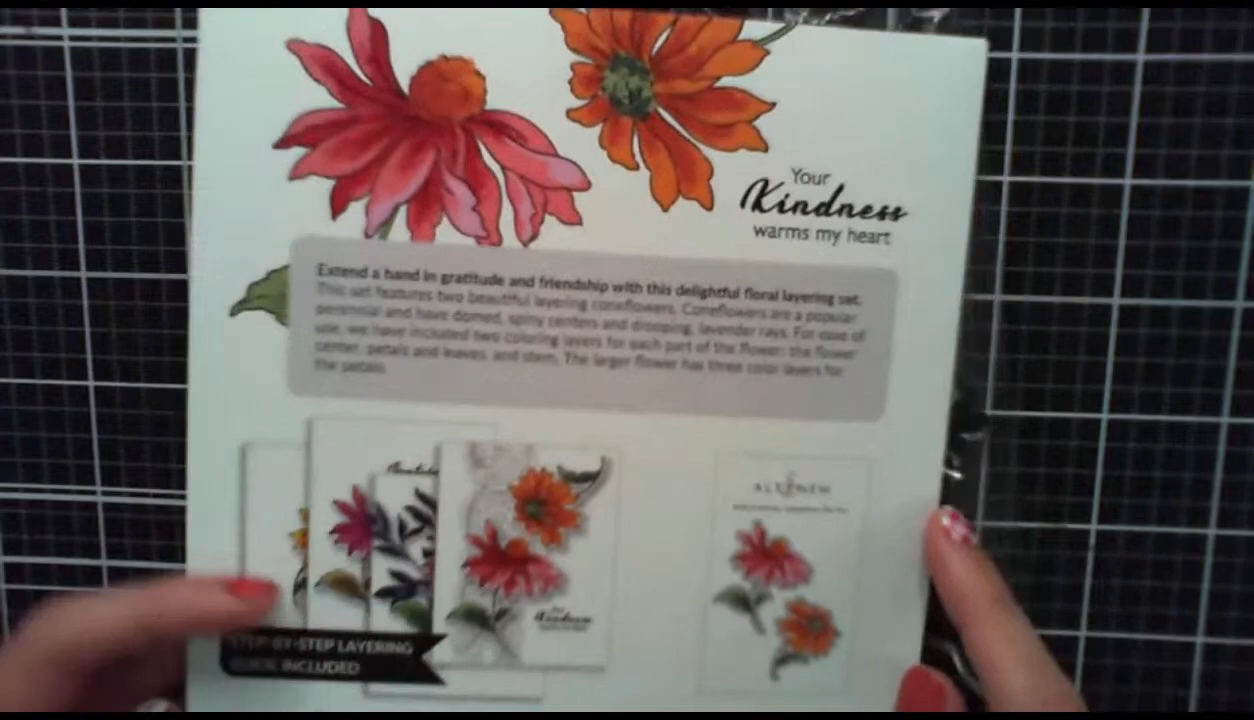 Your
Kindness
warms my heart
Extend a hand in gratitude and friendship with this delightful floral layering set.
This set features two beautiful layering coneflowers. Coneflowers are a popular
perennial and have domed, spiny centers and drooping, lavender rays. For ease of
use, we have included two coloring layers for each part of the flower: the flower
center, petals and leaves, and stem. The larger flower has three color layers for
the petals.
ALTENEW
Kindness
STEP-BY-STEP LAYERING
GUIDE INCLUDED